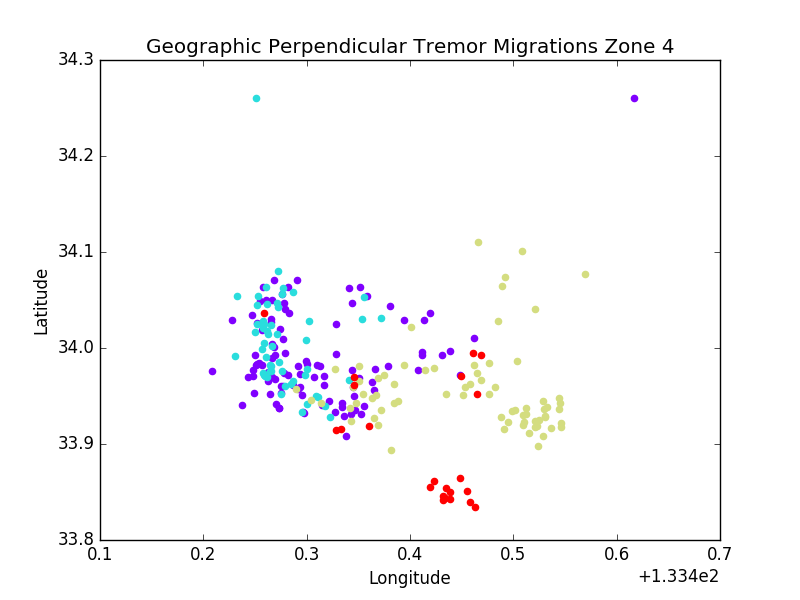 Geographic Perpendicular Tremor Migrations Zone 4
34.3
34.2
34.1
34.0
33.9
33.8
Latitude
0.1 0.2 0.3 0.4 0.5 0.6 0.7
Longitude
+1.334e2